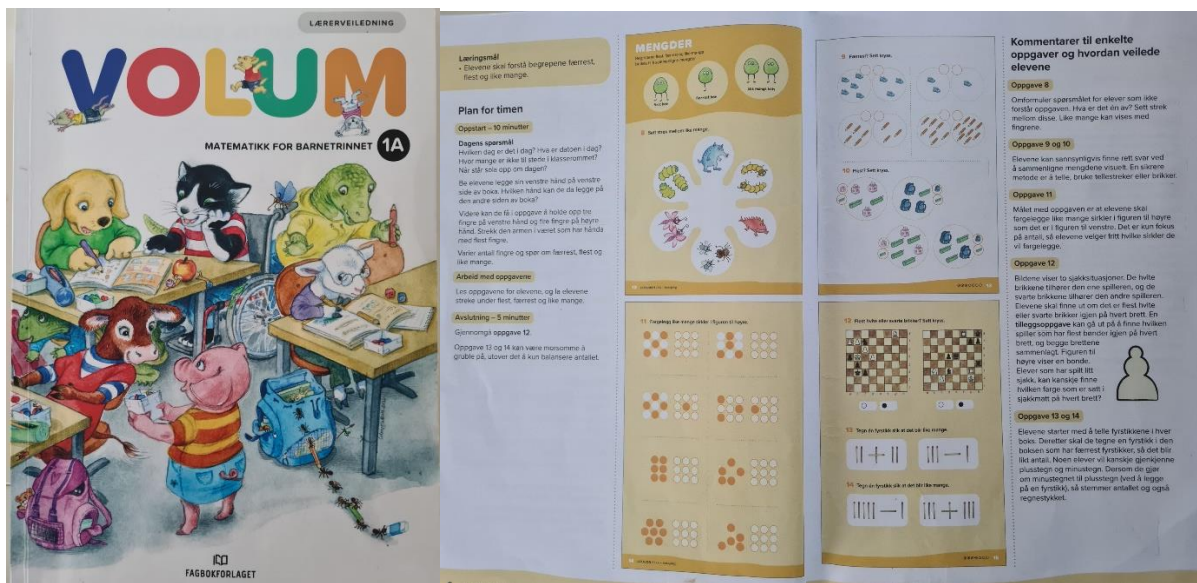 LÆRERVEILEDNING
VOLUM
MATEMATIKK FOR BARNETRINNET 1A
FAGBOKFORLAGET
Læringsmål
- Elevene skal forstå begrepene færrest,
flest og like mange.
Plan for timen
Oppstart – 10 minutter
Dagens spørsmål
Hvilken dag er det i dag? Hva er datoen i dag?
Hvor mange er ikke til stede i klasserommet?
Når står sola opp om dagen?
Be elevene legge sin venstre hånd på venstre
side av boka. Hvilken hånd kan de da legge på
den andre siden av boka?
Videre kan de få i oppgave å holde opp tre
fingre på venstre hånd og fire fingre på høyre
hånd. Strekk den armen i været som har hånda
med flest fingre.
Varier antall fingre og spør om færrest, flest og
like mange.
Arbeid med oppgavene
Les oppgavene for elevene, og la elevene
streke under flest, færrest og like mange.
Avslutning – 5 minutter
Gjennomgå oppgave 12.
Oppgave 13 og 14 kan være morsomme å
gruble på, utover det å kun balansere antallet.
MENGDER
8 Sett strek mellom like mange.
9 Færrest? Sett kryss.
10 Flest? Sett kryss.
11 Fargelegg like mange sirkler i figuren til høyre.
12 Flest hvite eller svarte brikker? Sett kryss.
13 Tegn én fyrstikk slik at det blir like mange.
14 Tegn én fyrstikk slik at det blir like mange.
Kommentarer til enkelte
oppgaver og hvordan veilede
elevene
Oppgave 8
Omformuler spørsmålet for elever som ikke
forstår oppgaven. Hva er det én av? Sett strek
mellom disse. Like mange kan vises med
fingrene.
Oppgave 9 og 10
Elevene kan sannsynligvis finne rett svar ved
å sammenligne mengdene visuelt. En sikrere
metode er å telle, bruke tellestreker eller brikker.
Oppgave 11
Målet med oppgaven er at elevene skal
fargelegge like mange sirkler i figuren til høyre
som det er i figuren til venstre. Det er kun fokus
på antall, så elevene velger fritt hvilke sirkler de
vil fargelegge.
Oppgave 12
Bildene viser to sjakksituasjoner. De hvite
brikkene tilhører den ene spilleren, og de
svarte brikkene tilhører den andre spilleren.
Elevene skal finne ut om det er flest hvite
eller svarte brikker igjen på hvert brett. En
tilleggsoppgave kan gå ut på å finne hvilken
spiller som har flest bønder igjen på hvert
brett, og begge brettene
sammenlagt. Figuren til
høyre viser en bonde.
Elever som har spilt litt
sjakk, kan kanskje finne
hvilken farge som er satt i
sjakkmatt på hvert brett?
Oppgave 13 og 14
Elevene starter med å telle fyrstikkene i hver
boks. Deretter skal de tegne en fyrstikk i den
boksen som har færrest fyrstikker, så det blir
likt antall. Noen elever vil kanskje gjenkjenne
plusstegn og minustegn. Dersom de gjør
om minustegnet til plusstegn (ved å legge
på en fyrstikk), så stemmer antallet og også
regnestykket.